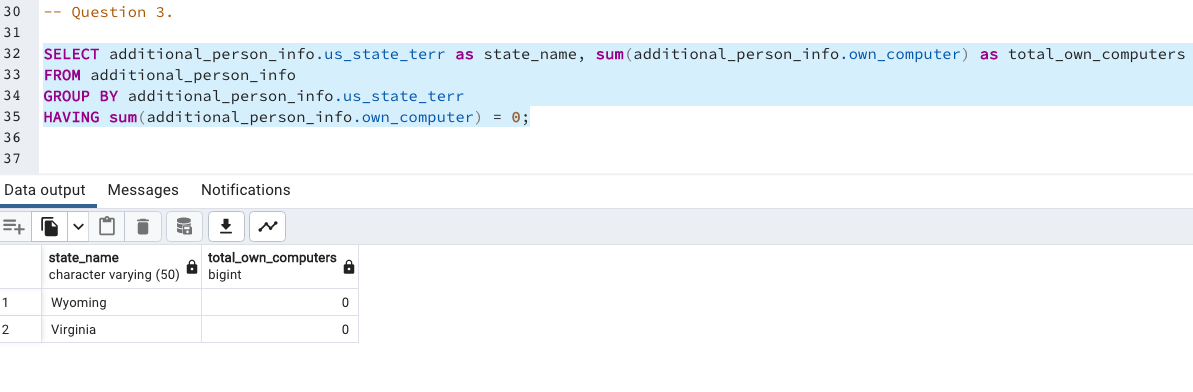 30 -- Question 3.
31
32 SELECT additional_person_info.us_state_terr as state_name, sum(additional_person_info.own_computer) as total_own_computers
33 FROM additional_person_info
34 GROUP BY additional_person_info.us_state_terr
35 HAVING sum(additional_person_info.own_computer) = 0;
36
37
Data output Messages Notifications
state_name total_own_computers
character varying (50) bigint
1 Wyoming 0
2 Virginia 0